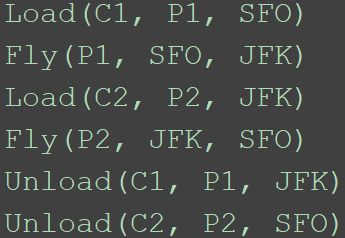 Load(C1, P1, SFO)
Fly(P1, SFO, JFK)
Load(C2, P2, JFK)
Fly(P2, JFK, SFO)
Unload(C1, P1, JFK)
Unload(C2, P2, SFO)